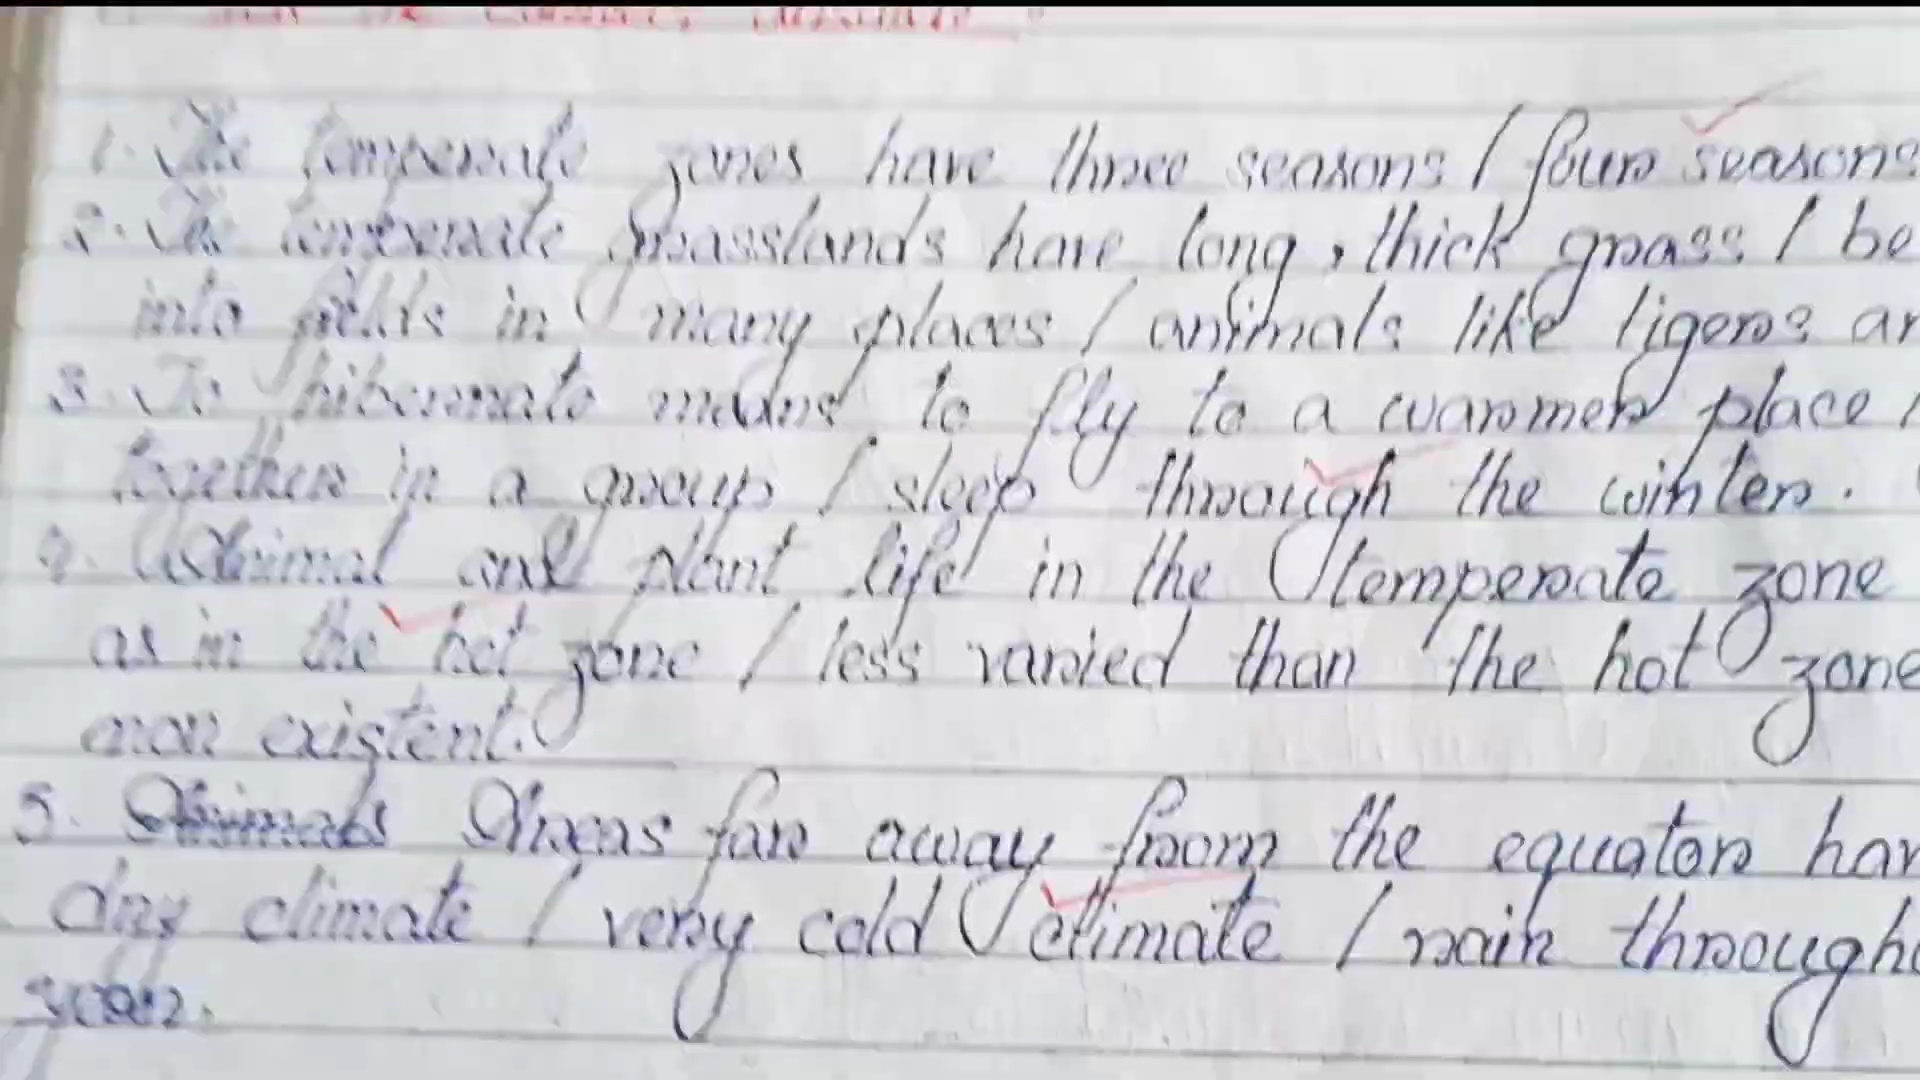 1. The temperate zones have three seasons / four seasons
2. The temperate grasslands have long, thick grass / be
into fields in many places / animals like tigers ar
3. To hibernate means to fly to a warmer place /
together in a group / sleep through the winter.
4. Animal and plant life in the temperate zone
as in the hot zone / less varied than the hot zone
non existent.
5. Animals Areas far away from the equator hav
dry climate / very cold climate / rain througho
year.